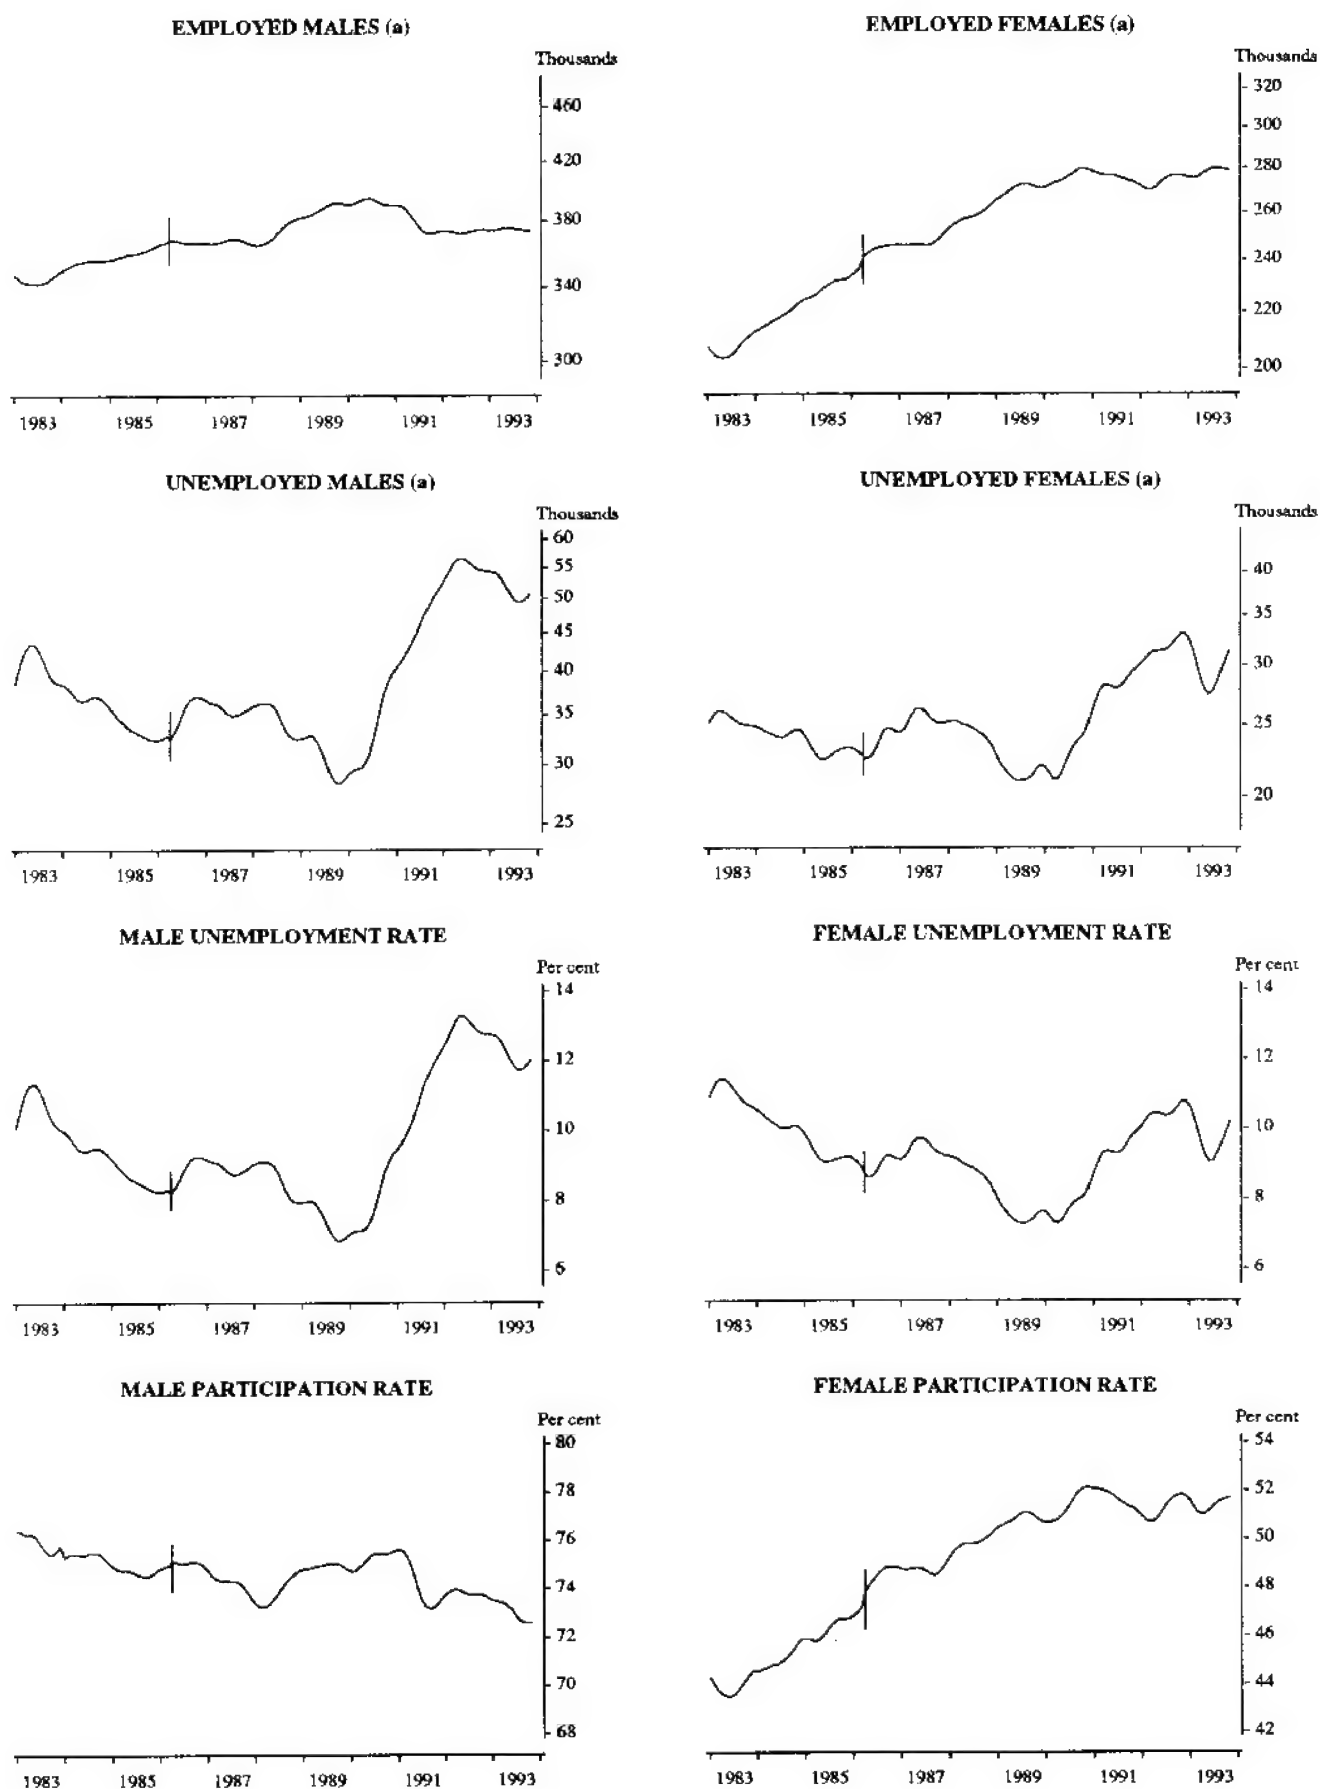 EMPLOYED MALES (a)
Thousands
460
420
380
340
300
1983 1985 1987 1989 1991 1993
EMPLOYED FEMALES (a)
Thousands
320
300
280
260
240
220
200
1983 1985 1987 1989 1991 1993
UNEMPLOYED MALES (a)
Thousands
60
55
50
45
40
35
30
25
1983 1985 1987 1989 1991 1993
UNEMPLOYED FEMALES (a)
Thousands
40
35
30
25
20
1983 1985 1987 1989 1991 1993
MALE UNEMPLOYMENT RATE
Per cent
14
12
10
8
6
1983 1985 1987 1989 1991 1993
FEMALE UNEMPLOYMENT RATE
Per cent
14
12
10
8
6
1983 1985 1987 1989 1991 1993
MALE PARTICIPATION RATE
Per cent
80
78
76
74
72
70
68
1983 1985 1987 1989 1991 1993
FEMALE PARTICIPATION RATE
Per cent
54
52
50
48
46
44
42
1983 1985 1987 1989 1991 1993